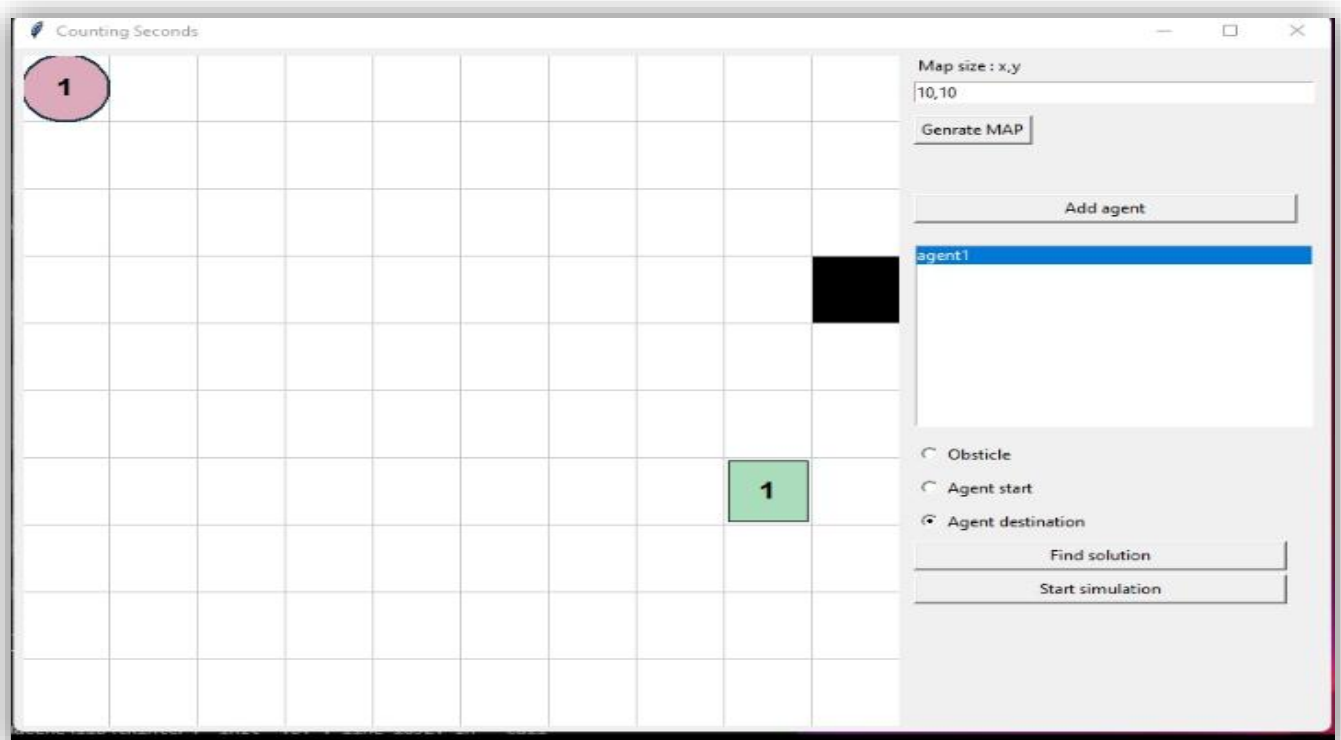 Counting Seconds
1
Map size : x,y
10,10
Genrate MAP
Add agent
agent1
Obsticle
1
Agent start
Agent destination
Find solution
Start simulation